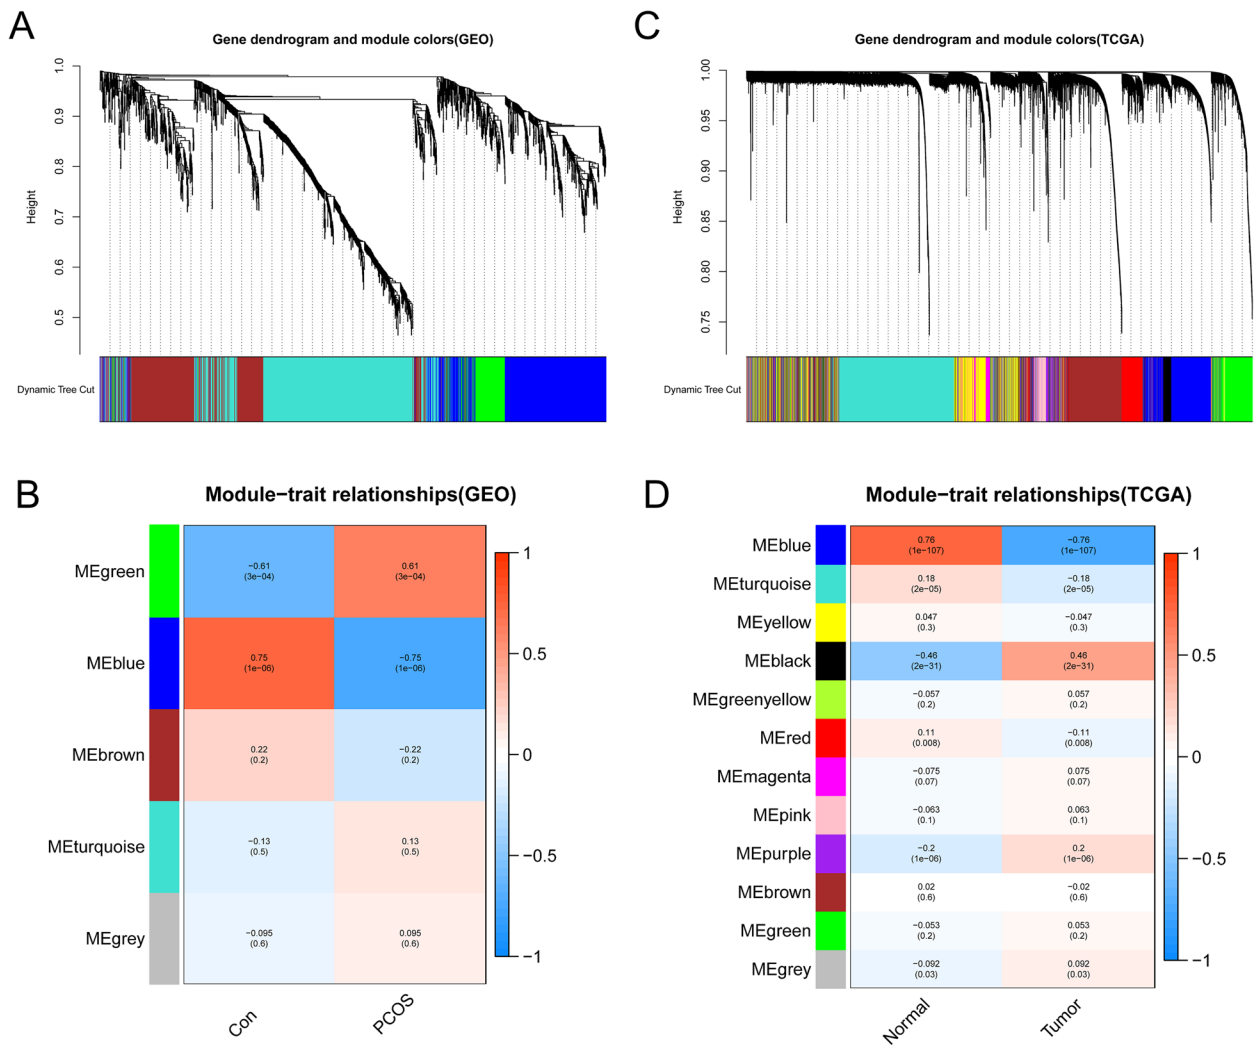 A
Gene dendrogram and module colors(GEO)
Height
1.0
0.9
0.8
0.7
0.6
0.5
Dynamic Tree Cut
C
Gene dendrogram and module colors(TCGA)
Height
1.00
0.95
0.90
0.85
0.80
0.75
Dynamic Tree Cut
B
Module−trait relationships(GEO)
MEgreen
−0.61 0.61
(3e−04) (3e−04)
MEblue
0.75 −0.75
(1e−06) (1e−06)
MEbrown
0.22 −0.22
(0.2) (0.2)
MEturquoise
−0.13 0.13
(0.5) (0.5)
MEgrey
−0.095 0.095
(0.6) (0.6)
Con
PCOS
1
0.5
0
−0.5
−1
D
Module−trait relationships(TCGA)
MEblue
0.76 −0.76
(1e−107) (1e−107)
MEturquoise
0.18 −0.18
(2e−05) (2e−05)
MEyellow
0.047 −0.047
(0.3) (0.3)
MEblack
−0.46 0.46
(2e−31) (2e−31)
MEgreenyellow
−0.057 0.057
(0.2) (0.2)
MEred
0.11 −0.11
(0.008) (0.008)
MEmagenta
−0.075 0.075
(0.07) (0.07)
MEpink
−0.063 0.063
(0.1) (0.1)
MEpurple
−0.2 0.2
(1e−06) (1e−06)
MEbrown
0.02 −0.02
(0.6) (0.6)
MEgreen
−0.053 0.053
(0.2) (0.2)
MEgrey
−0.092 0.092
(0.03) (0.03)
Normal
Tumor
1
0.5
0
−0.5
−1